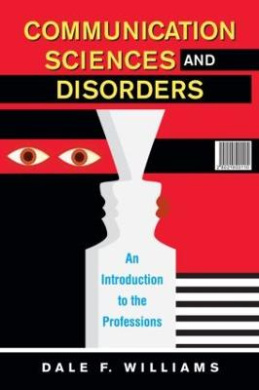 COMMUNICATION
SCIENCES AND
DISORDERS
An
Introduction
to the
Professions
DALE F. WILLIAMS